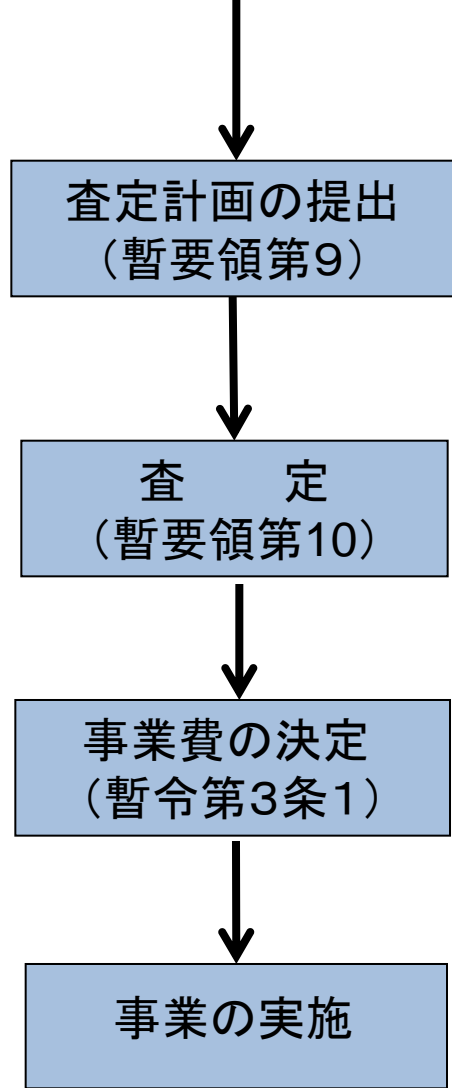 査定計画の提出
（暫要領第９）
査　　定
（暫要領第10）
事業費の決定
（暫令第３条１）
事業の実施